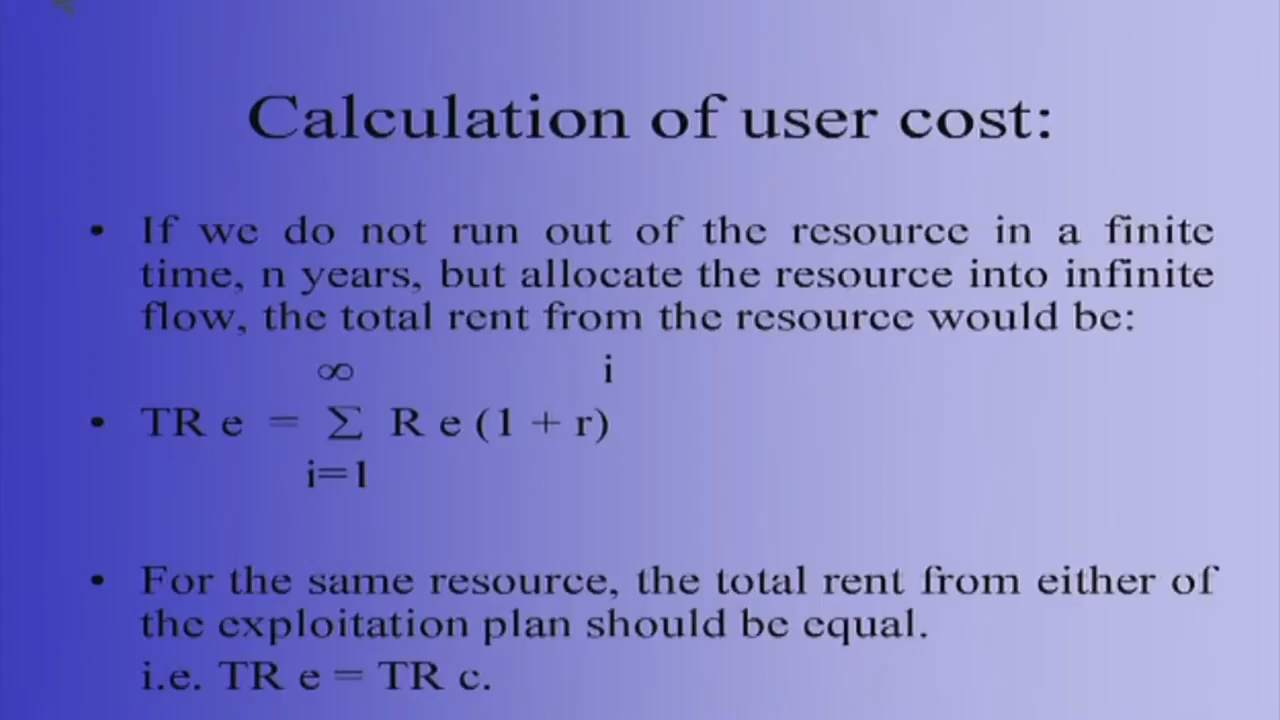 Calculation of user cost:
• If we do not run out of the resource in a finite
time, n years, but allocate the resource into infinite
flow, the total rent from the resource would be:
∞ i
• TR e = Σ R e (1 + r)
i=1
• For the same resource, the total rent from either of
the exploitation plan should be equal.
i.e. TR e = TR c.